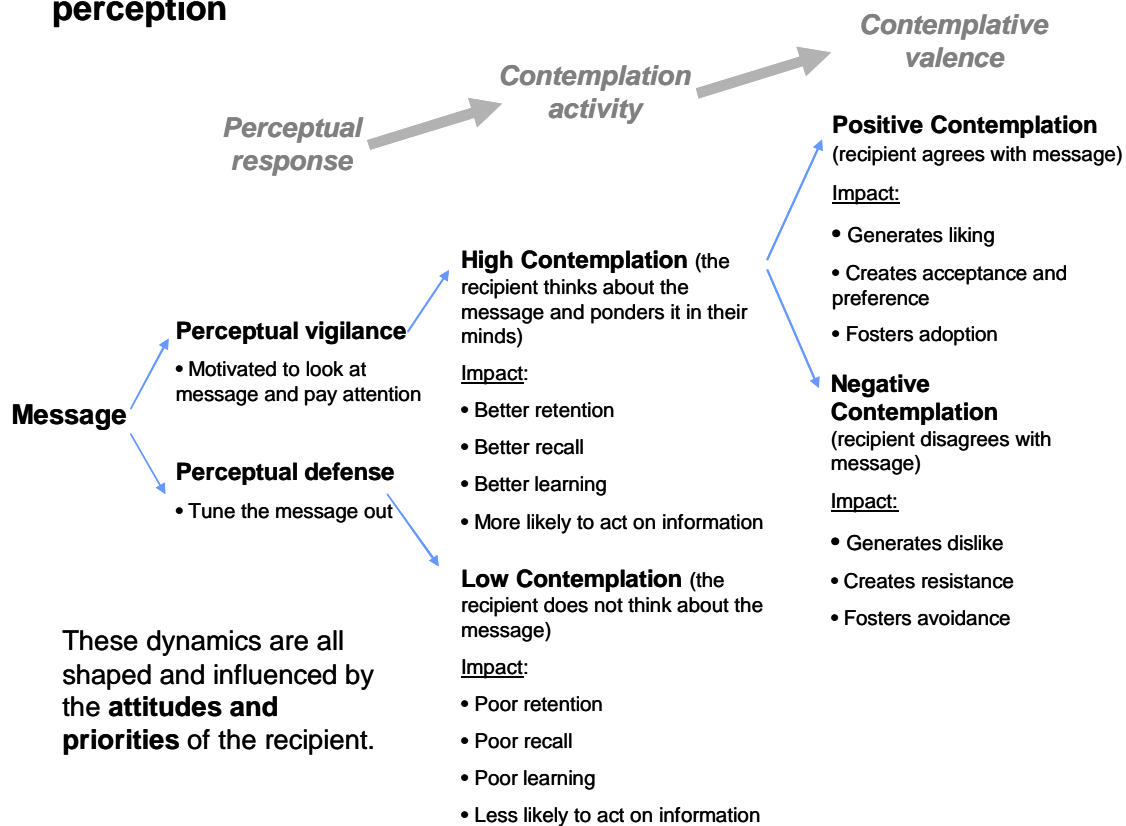 perception
Perceptual
response
Contemplation
activity
Contemplative
valence
Message
Perceptual vigilance
• Motivated to look at
message and pay attention
Perceptual defense
• Tune the message out
These dynamics are all
shaped and influenced by
the attitudes and
priorities of the recipient.
High Contemplation (the
recipient thinks about the
message and ponders it in their
minds)
Impact:
• Better retention
• Better recall
• Better learning
• More likely to act on information
Low Contemplation (the
recipient does not think about the
message)
Impact:
• Poor retention
• Poor recall
• Poor learning
• Less likely to act on information
Positive Contemplation
(recipient agrees with message)
Impact:
• Generates liking
• Creates acceptance and
preference
• Fosters adoption
Negative
Contemplation
(recipient disagrees with
message)
Impact:
• Generates dislike
• Creates resistance
• Fosters avoidance